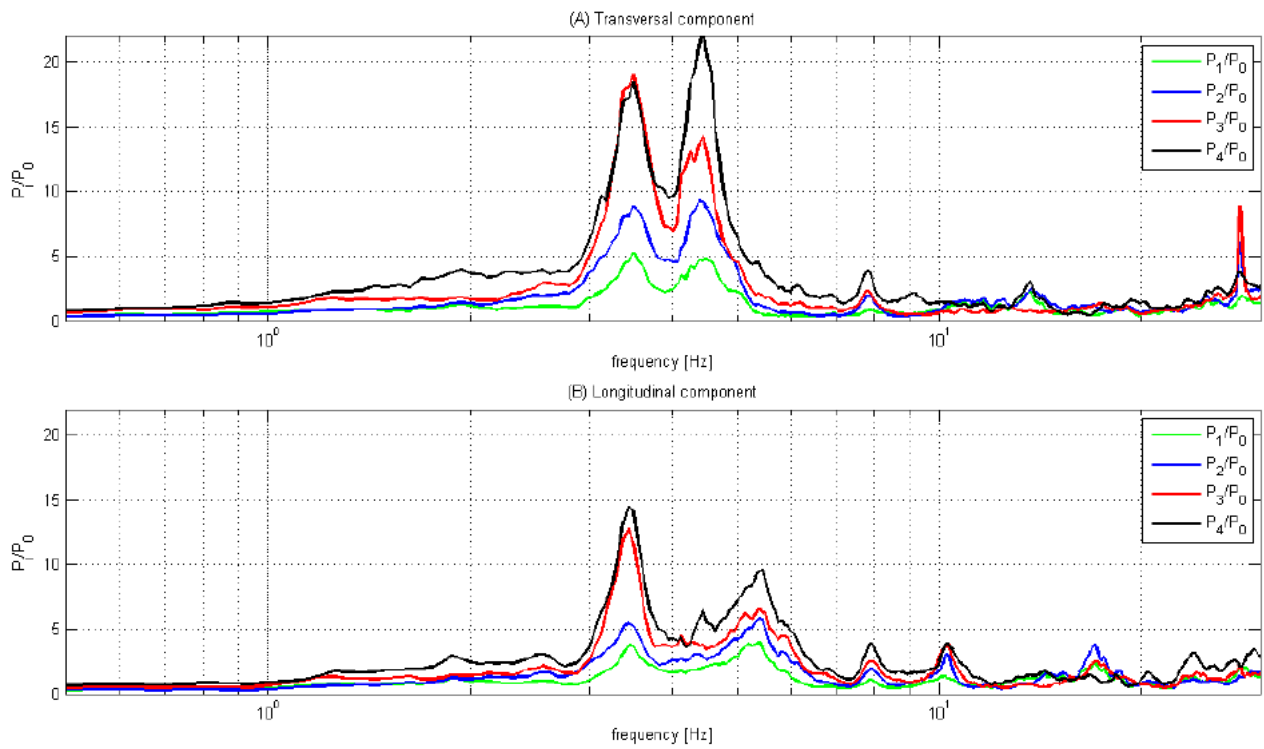 (A) Transversal component
20
15
10
5
0
P_i/P_0
P_1/P_0
P_2/P_0
P_3/P_0
P_4/P_0
10^0
10^1
frequency [Hz]
(B) Longitudinal component
20
15
10
5
0
P_i/P_0
P_1/P_0
P_2/P_0
P_3/P_0
P_4/P_0
10^0
10^1
frequency [Hz]